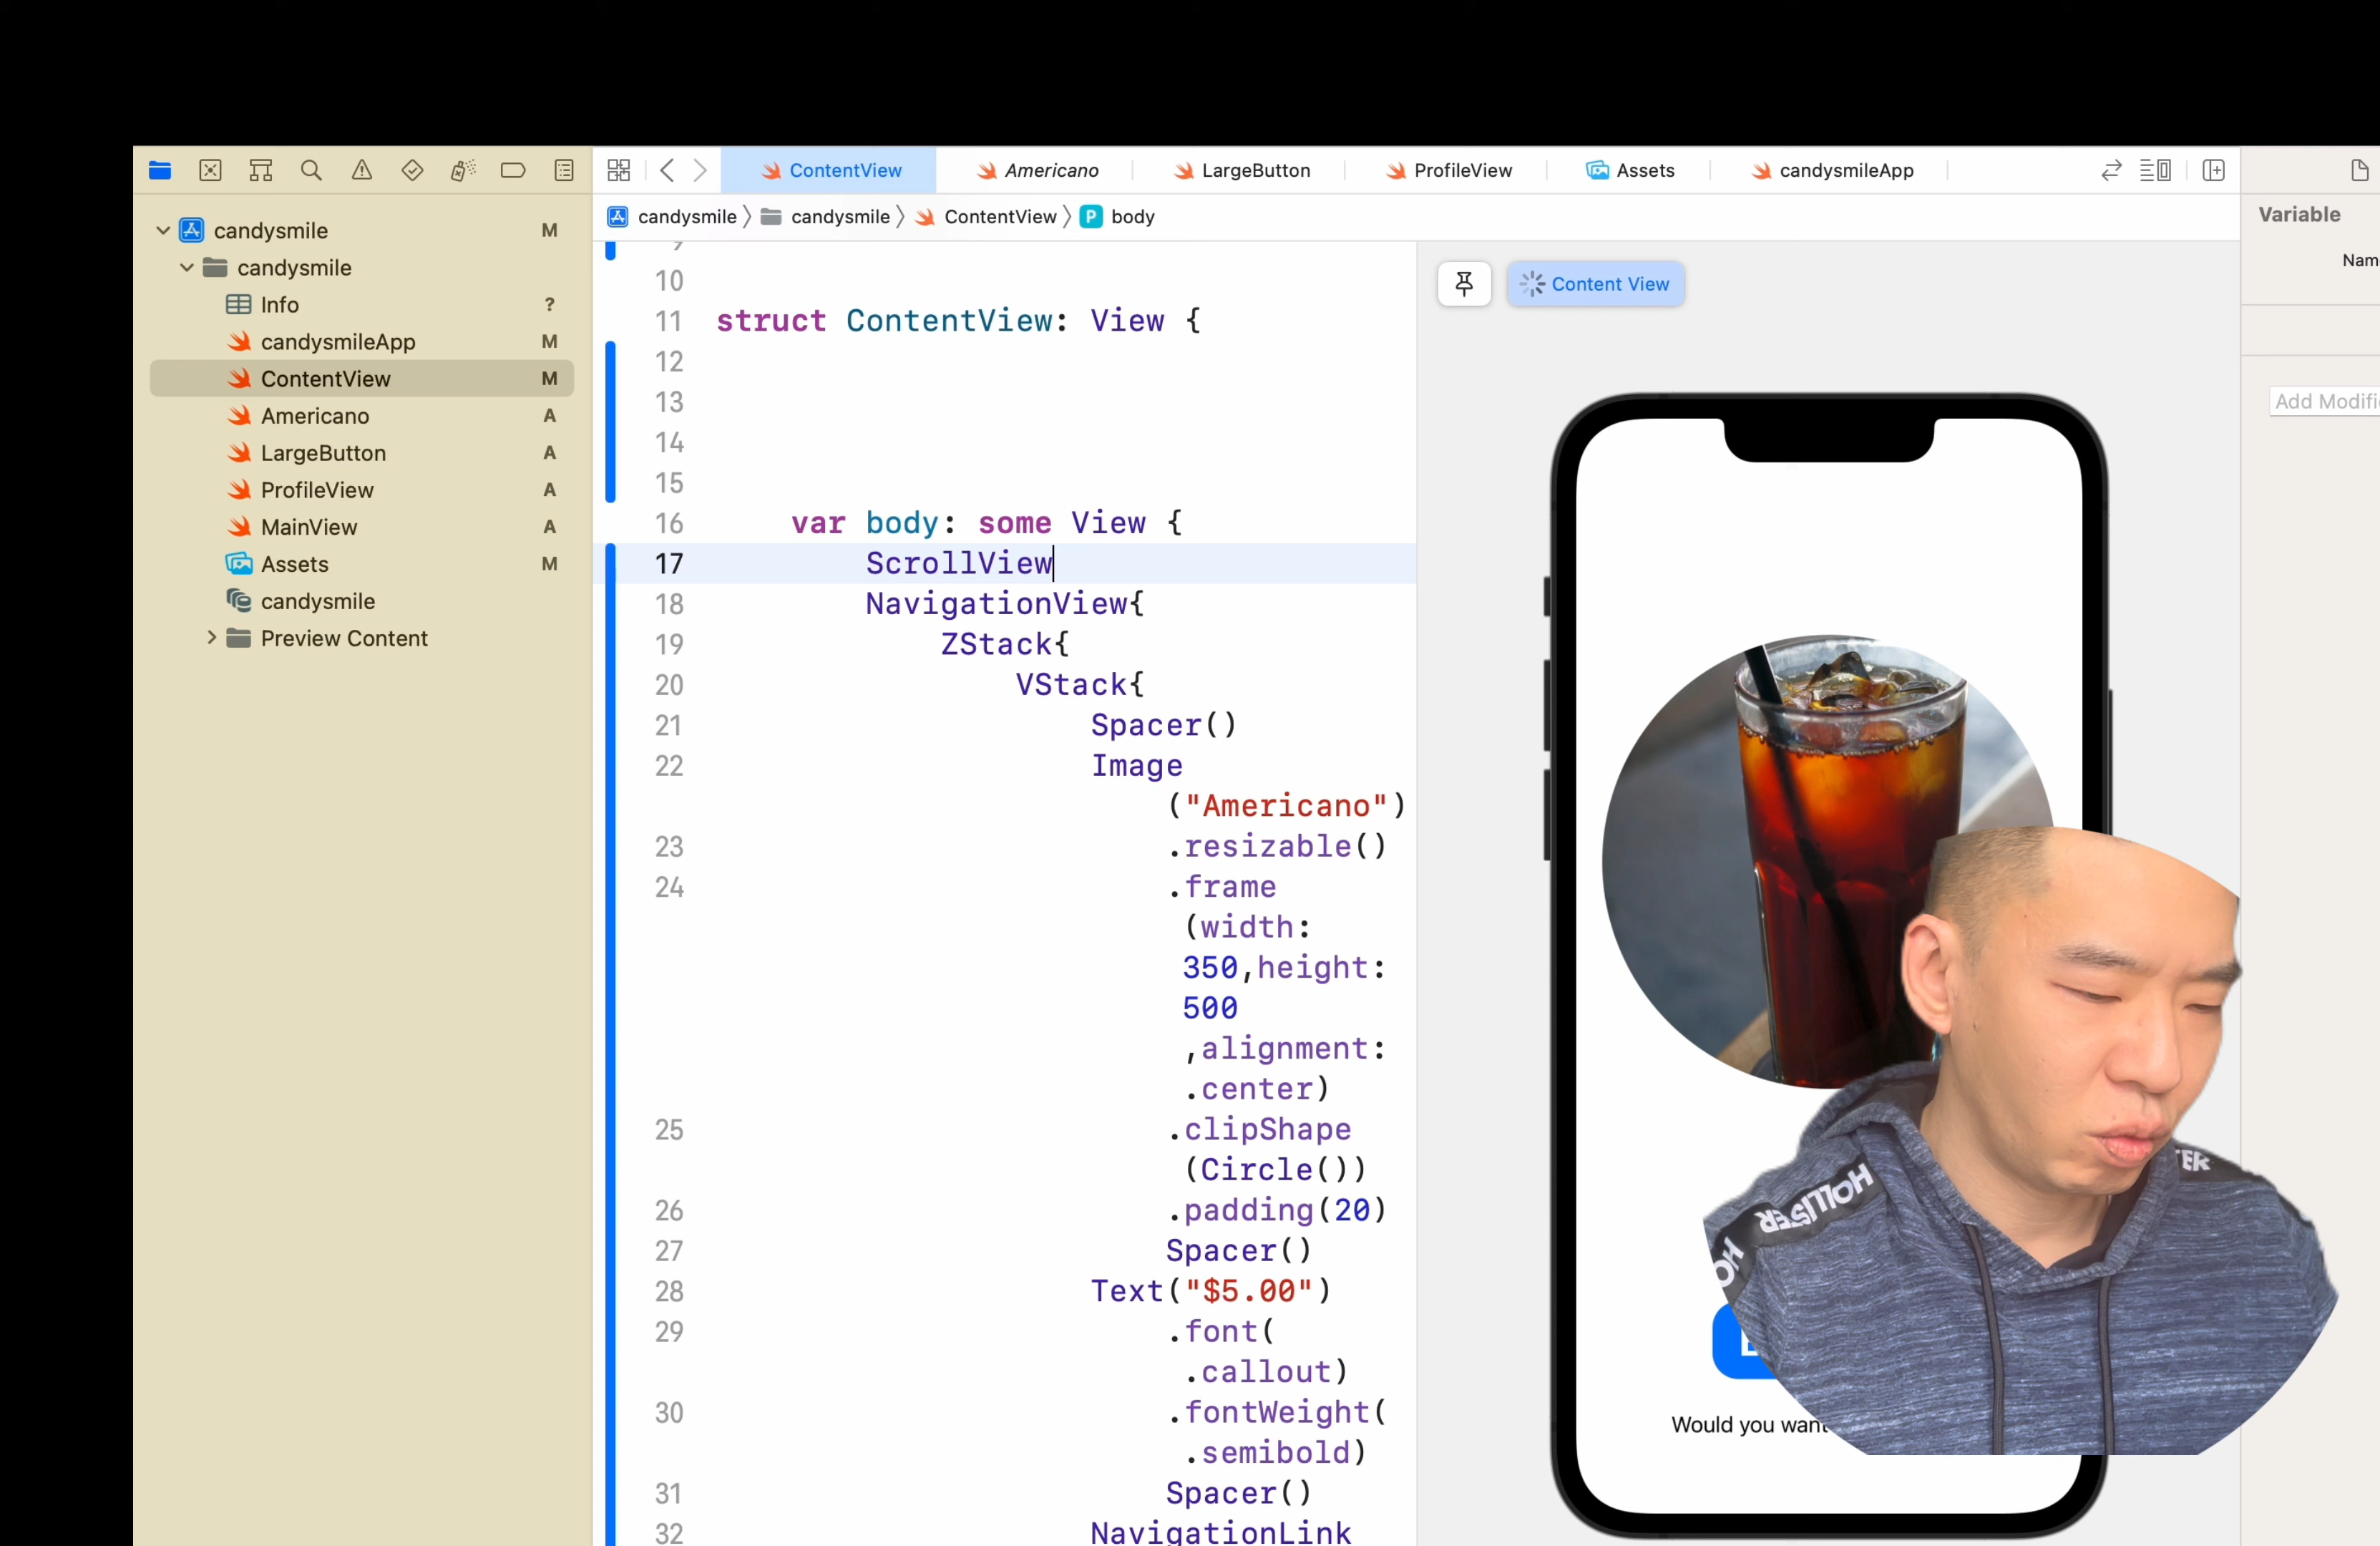 ContentView
Americano
LargeButton
ProfileView
Assets
candysmileApp
candysmile
candysmile
ContentView
P
body
Variable
candysmile M
candysmile
Info ?
candysmileApp M
ContentView M
Americano A
LargeButton A
ProfileView A
MainView A
Assets M
candysmile
Preview Content
10
11 struct ContentView: View {
12
13
14
15
16 var body: some View {
17 ScrollView
18 NavigationView{
19 ZStack{
20 VStack{
21 Spacer()
22 Image
("Americano")
23 .resizable()
24 .frame
(width:
350,height:
500
,alignment:
.center)
25 .clipShape
(Circle())
26 .padding(20)
27 Spacer()
28 Text("$5.00")
29 .font(
.callout)
30 .fontWeight(
.semibold)
31 Spacer()
32 NavigationLink
Content View
HOLLISTER
Would you want
Add